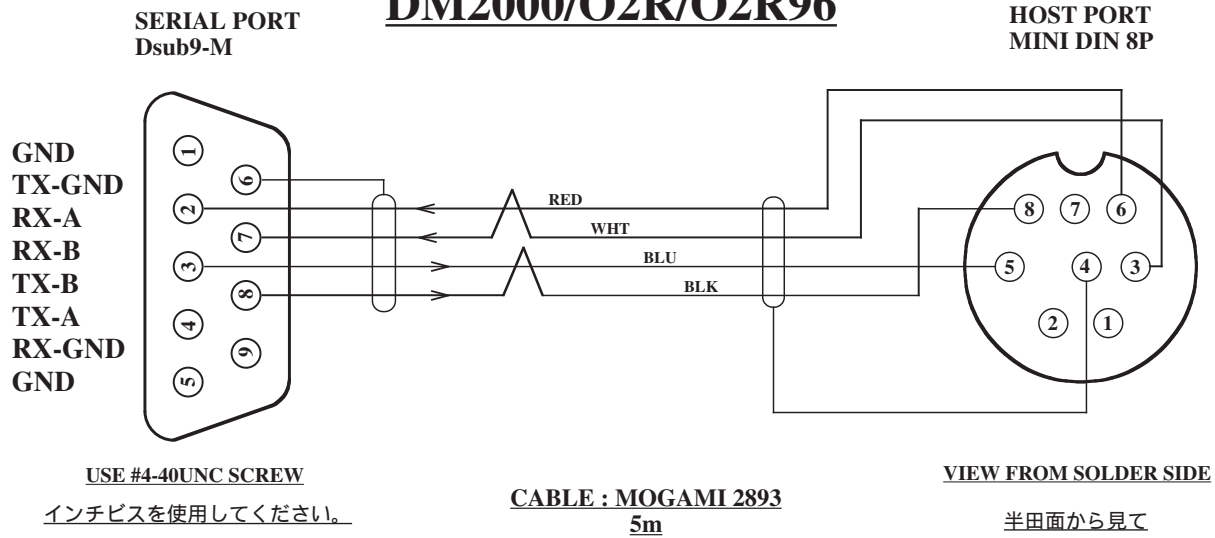 DM2000/O2R/O2R96
SERIAL PORT
Dsub9-M
HOST PORT
MINI DIN 8P
GND
TX-GND
RX-A
RX-B
TX-B
TX-A
RX-GND
GND
1
6
2
7
3
8
4
9
5
RED
WHT
BLU
BLK
8
7
6
5
4
3
2
1
USE #4-40UNC SCREW
インチビスを使用してください。
CABLE : MOGAMI 2893
5m
VIEW FROM SOLDER SIDE
半田面から見て